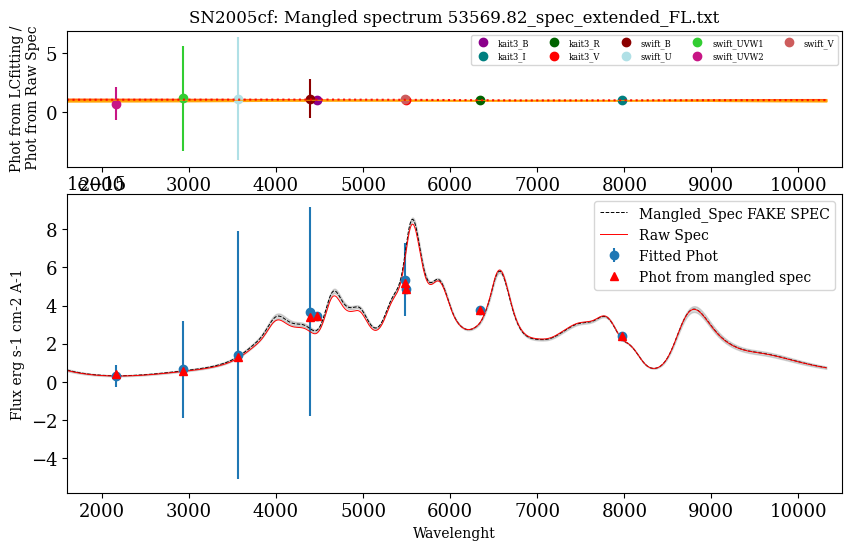 SN2005cf: Mangled spectrum 53569.82_spec_extended_FL.txt
Phot from LCfitting /
Phot from Raw Spec
5
0
kait3_B
kait3_I
kait3_R
kait3_V
swift_B
swift_U
swift_UVW1
swift_UVW2
swift_V
2000 3000 4000 5000 6000 7000 8000 9000 10000
1e−15
Flux erg s-1 cm-2 A-1
8
6
4
2
0
−2
−4
Mangled_Spec FAKE SPEC
Raw Spec
Fitted Phot
Phot from mangled spec
2000 3000 4000 5000 6000 7000 8000 9000 10000
Wavelenght